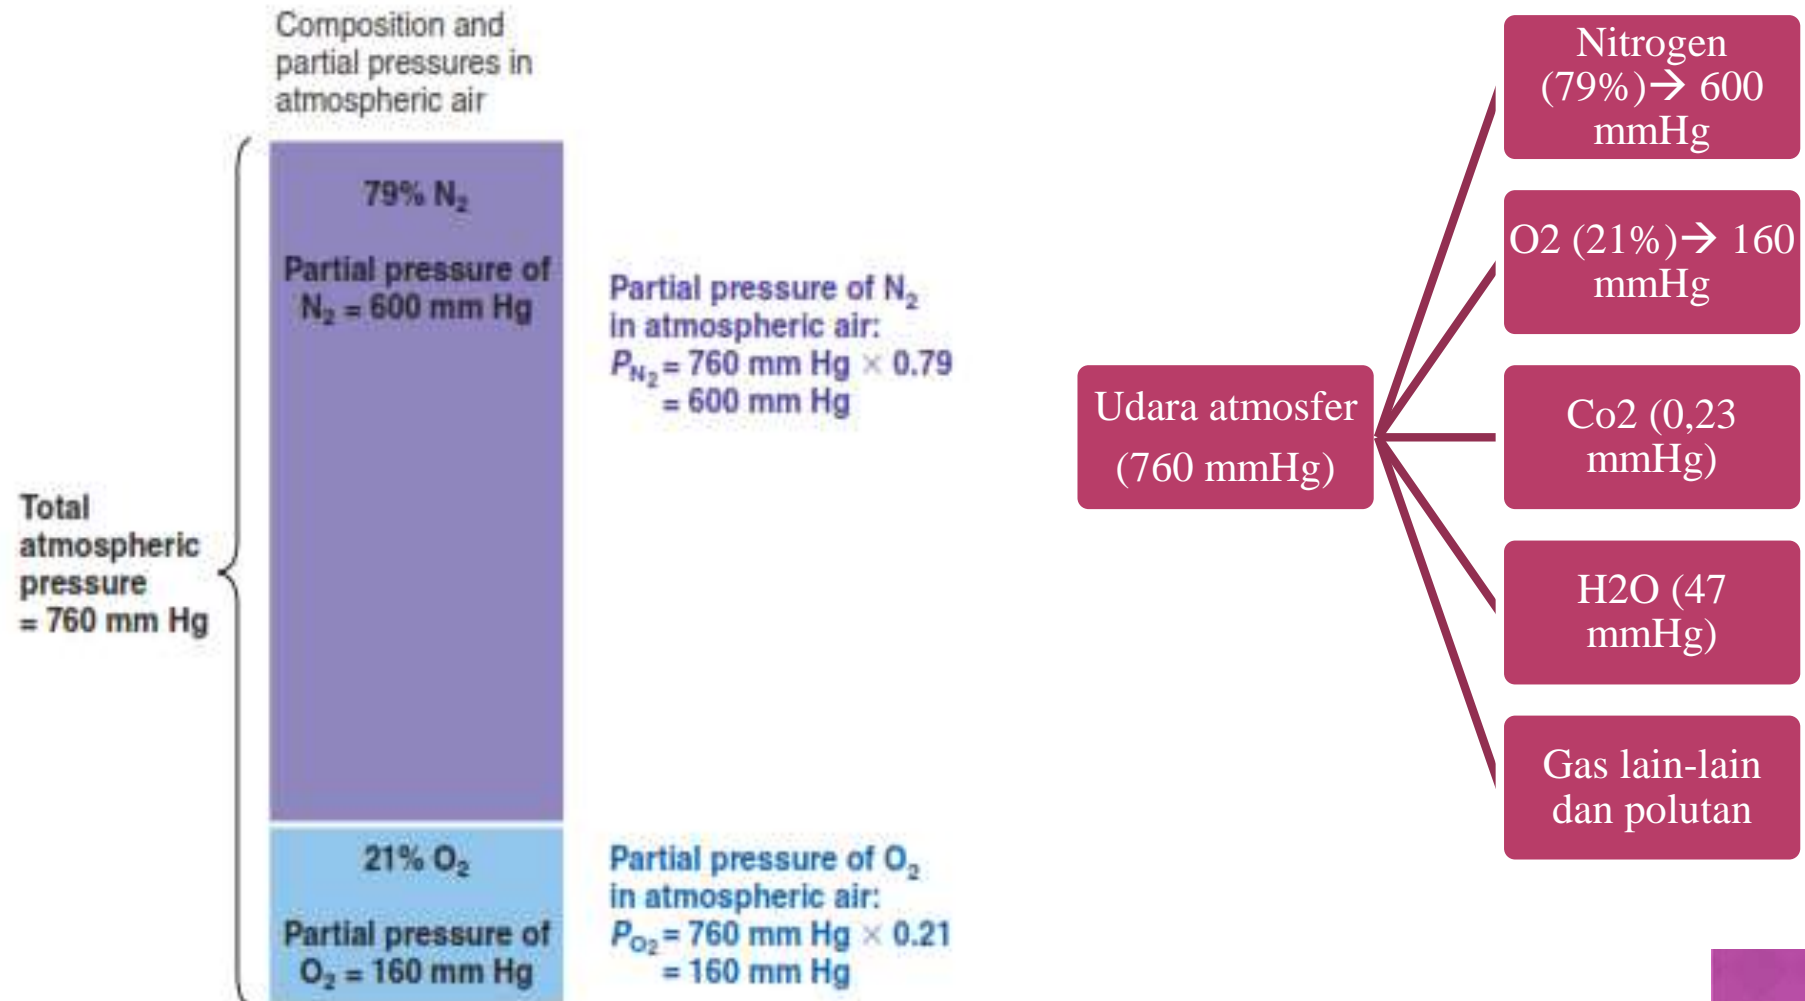 Composition and
partial pressures in
atmospheric air
79% N₂
Partial pressure of
N₂ = 600 mm Hg
Partial pressure of N₂
in atmospheric air:
P_N₂ = 760 mm Hg × 0.79
= 600 mm Hg
Total
atmospheric
pressure
= 760 mm Hg
21% O₂
Partial pressure of
O₂ = 160 mm Hg
Partial pressure of O₂
in atmospheric air:
P_O₂ = 760 mm Hg × 0.21
= 160 mm Hg
Udara atmosfer
(760 mmHg)
Nitrogen
(79%)→ 600
mmHg
O2 (21%)→ 160
mmHg
Co2 (0,23
mmHg)
H2O (47
mmHg)
Gas lain-lain
dan polutan